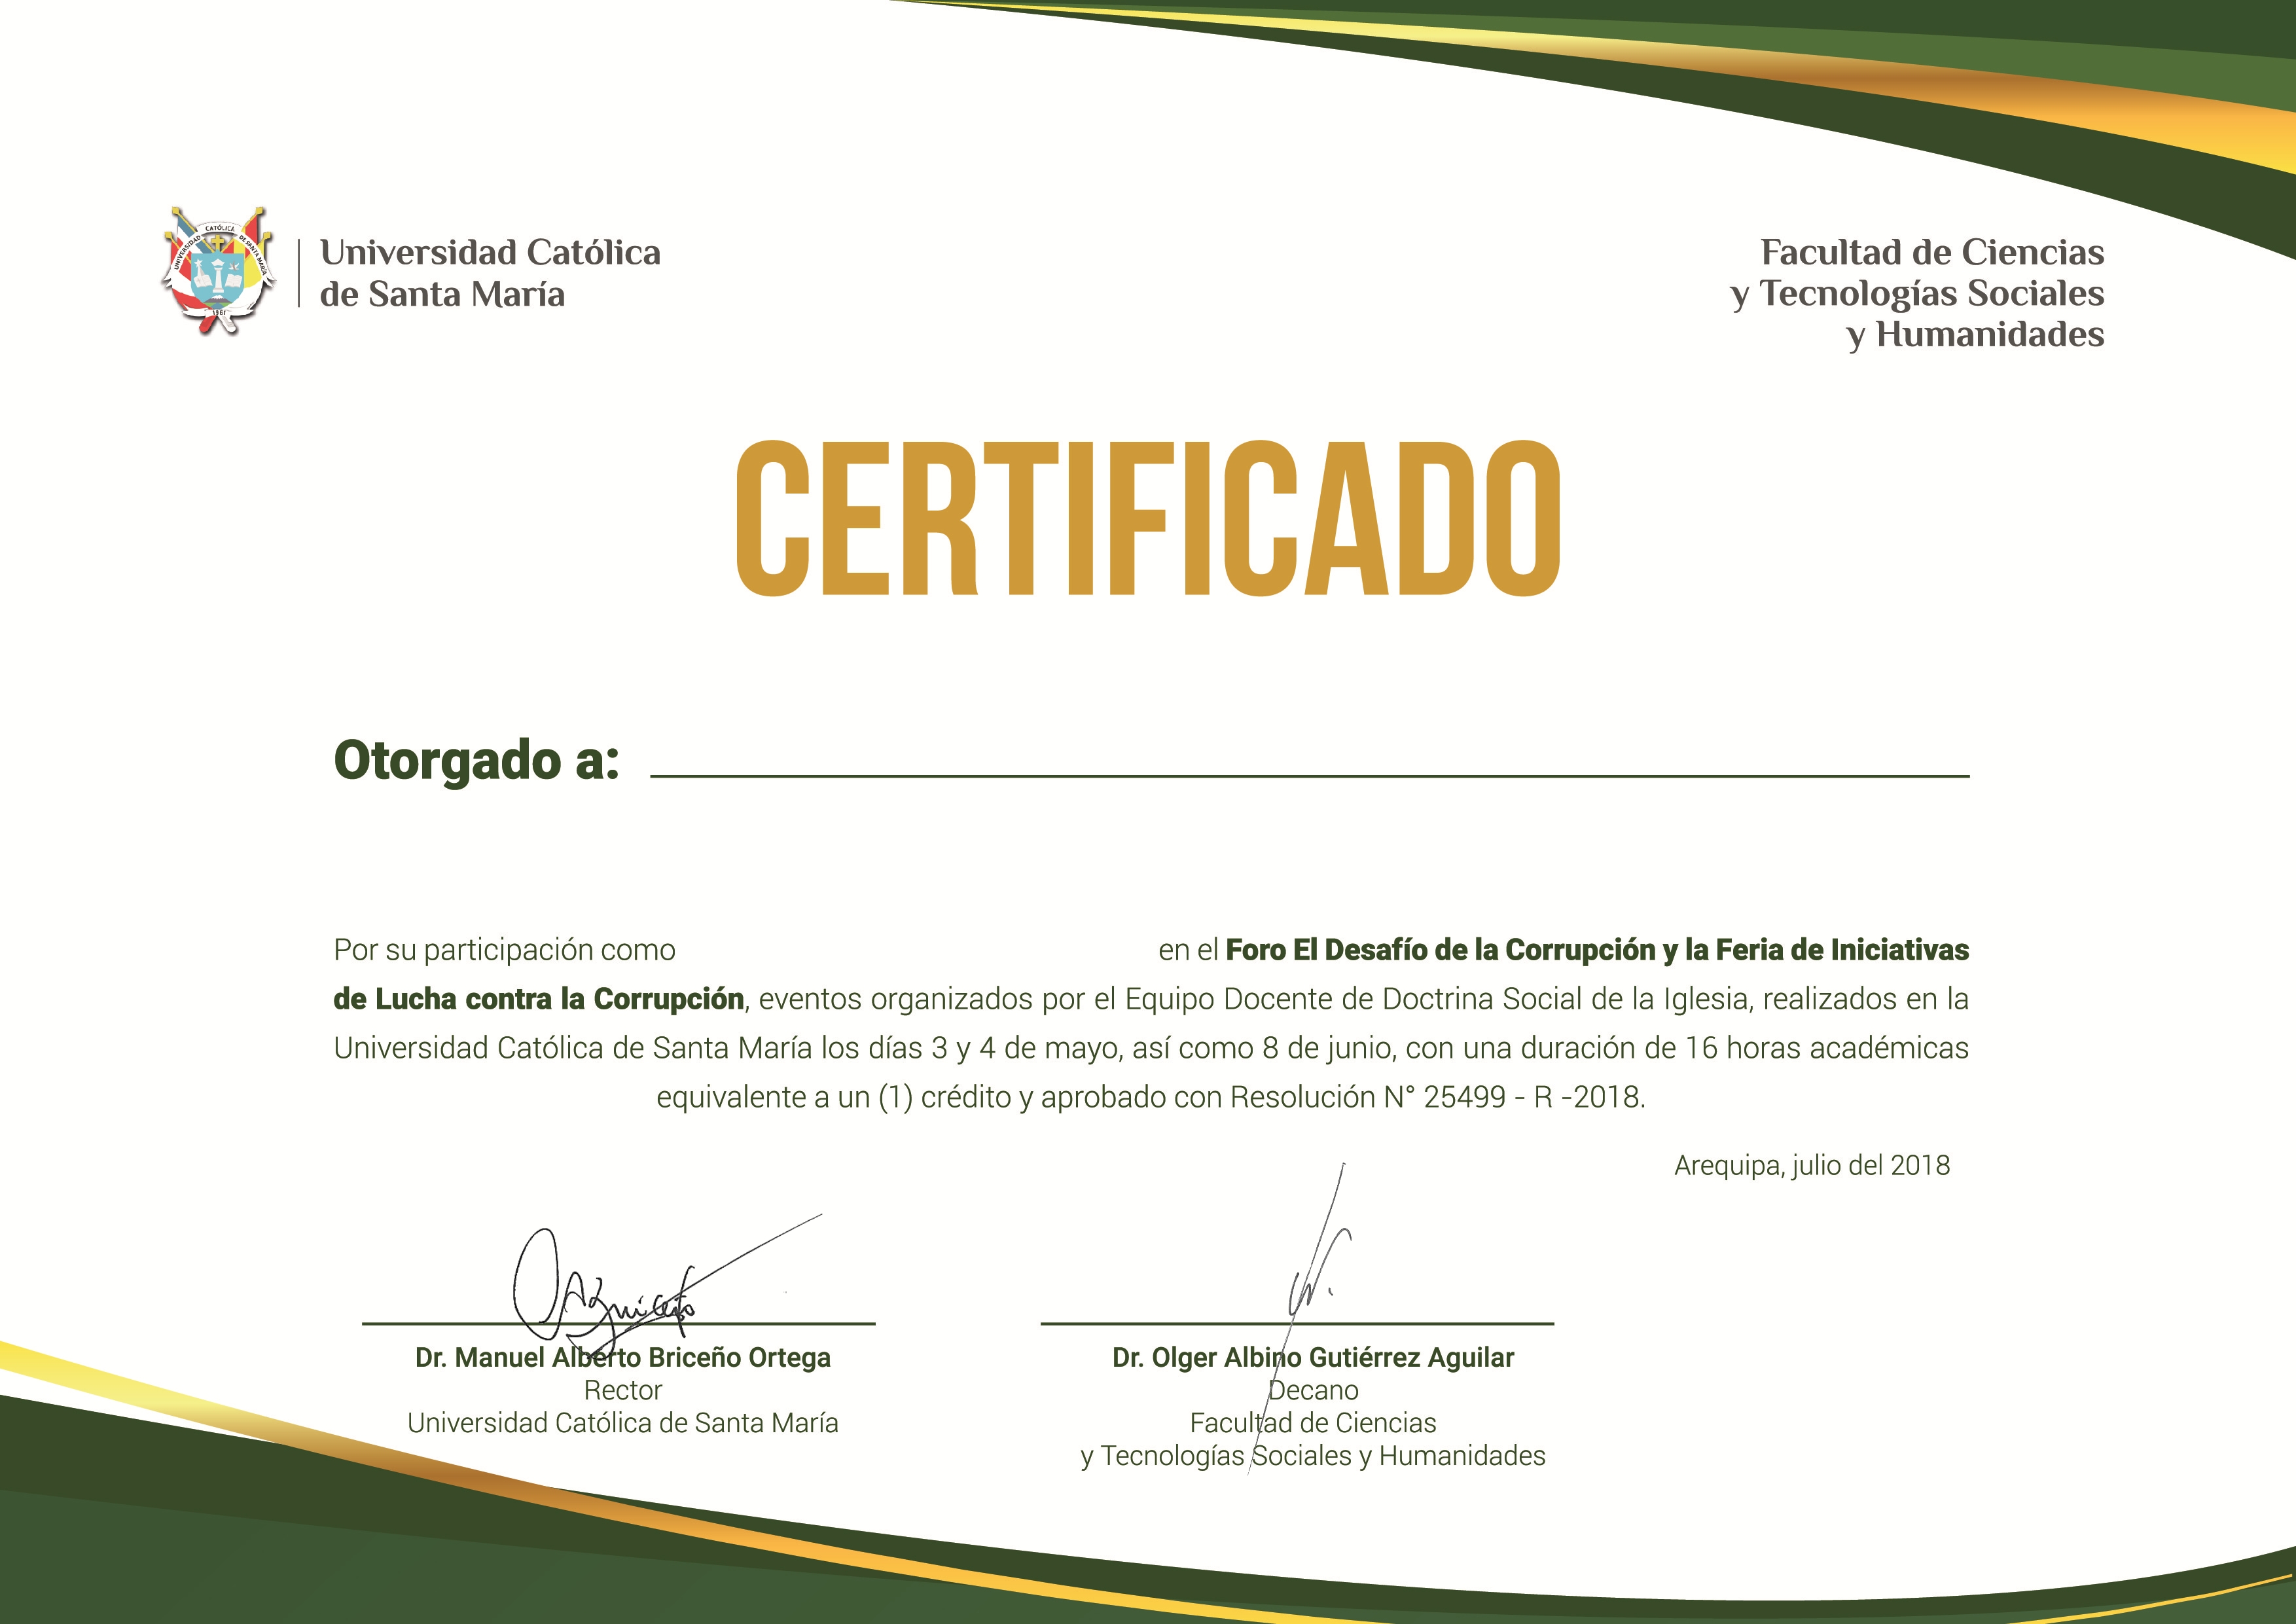 UNIVERSIDAD CATÓLICA DE SANTA MARÍA
1961
Universidad Católica
de Santa María
Facultad de Ciencias
y Tecnologías Sociales
y Humanidades
CERTIFICADO
Otorgado a:
Por su participación como en el Foro El Desafío de la Corrupción y la Feria de Iniciativas
de Lucha contra la Corrupción, eventos organizados por el Equipo Docente de Doctrina Social de la Iglesia, realizados en la
Universidad Católica de Santa María los días 3 y 4 de mayo, así como 8 de junio, con una duración de 16 horas académicas
equivalente a un (1) crédito y aprobado con Resolución N° 25499 - R -2018.
Arequipa, julio del 2018
Dr. Manuel Alberto Briceño Ortega
Rector
Universidad Católica de Santa María
Dr. Olger Albino Gutiérrez Aguilar
Decano
Facultad de Ciencias
y Tecnologías Sociales y Humanidades